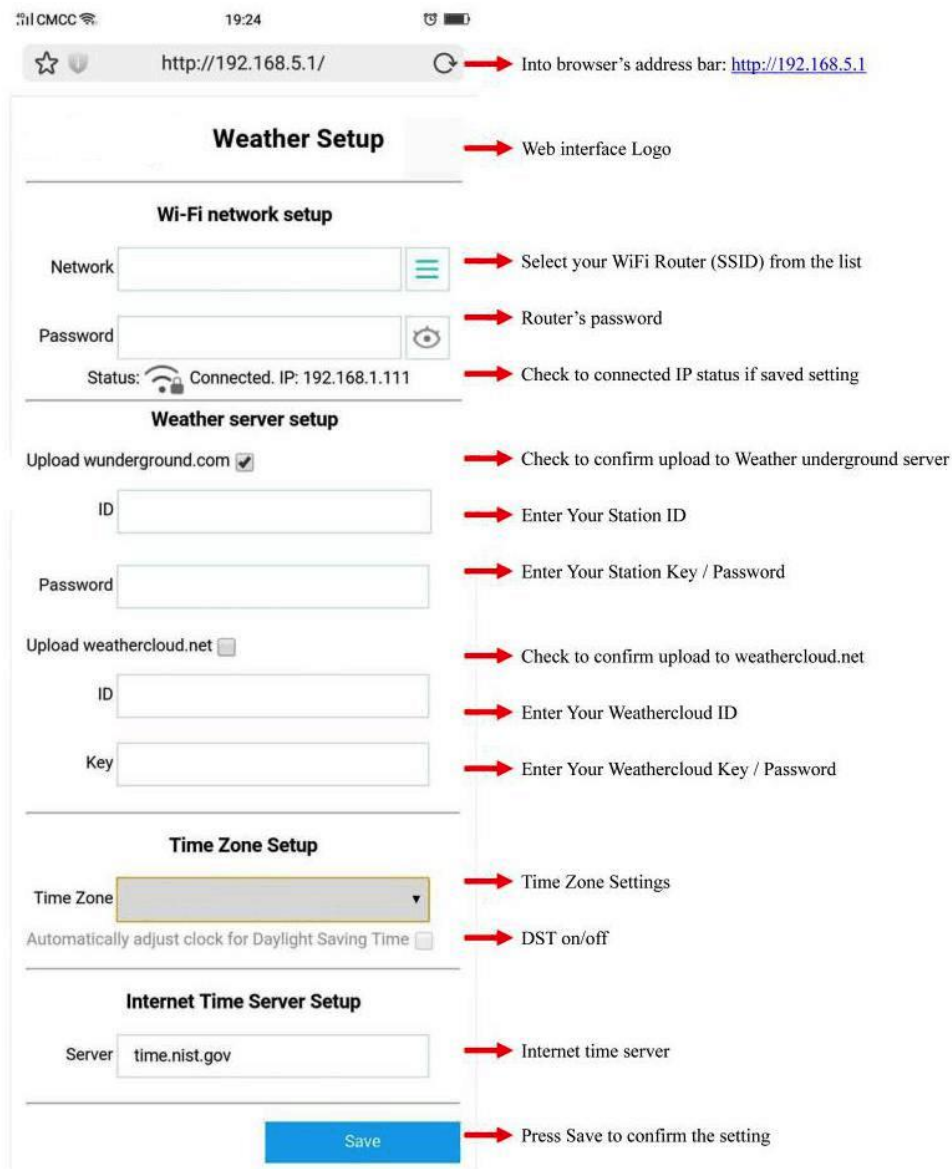 CMCC 19:24
http://192.168.5.1/ Into browser's address bar: http://192.168.5.1
Weather Setup Web interface Logo
Wi-Fi network setup
Network Select your WiFi Router (SSID) from the list
Password Router's password
Status: Connected. IP: 192.168.1.111 Check to connected IP status if saved setting
Weather server setup
Upload wunderground.com Check to confirm upload to Weather underground server
ID Enter Your Station ID
Password Enter Your Station Key / Password
Upload weathercloud.net Check to confirm upload to weathercloud.net
ID Enter Your Weathercloud ID
Key Enter Your Weathercloud Key / Password
Time Zone Setup
Time Zone Time Zone Settings
Automatically adjust clock for Daylight Saving Time DST on/off
Internet Time Server Setup
Server time.nist.gov Internet time server
Save Press Save to confirm the setting